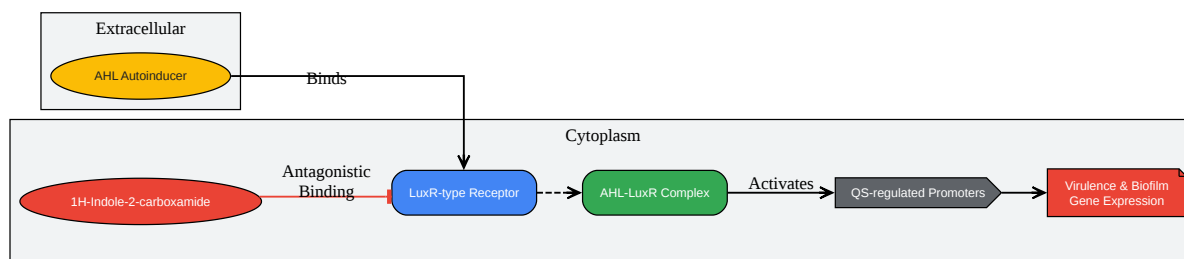 Extracellular
AHL Autoinducer
Binds
Cytoplasm
Antagonistic
Binding
1H-Indole-2-carboxamide
LuxR-type Receptor
AHL-LuxR Complex
Activates
QS-regulated Promoters
Virulence & Biofilm
Gene Expression